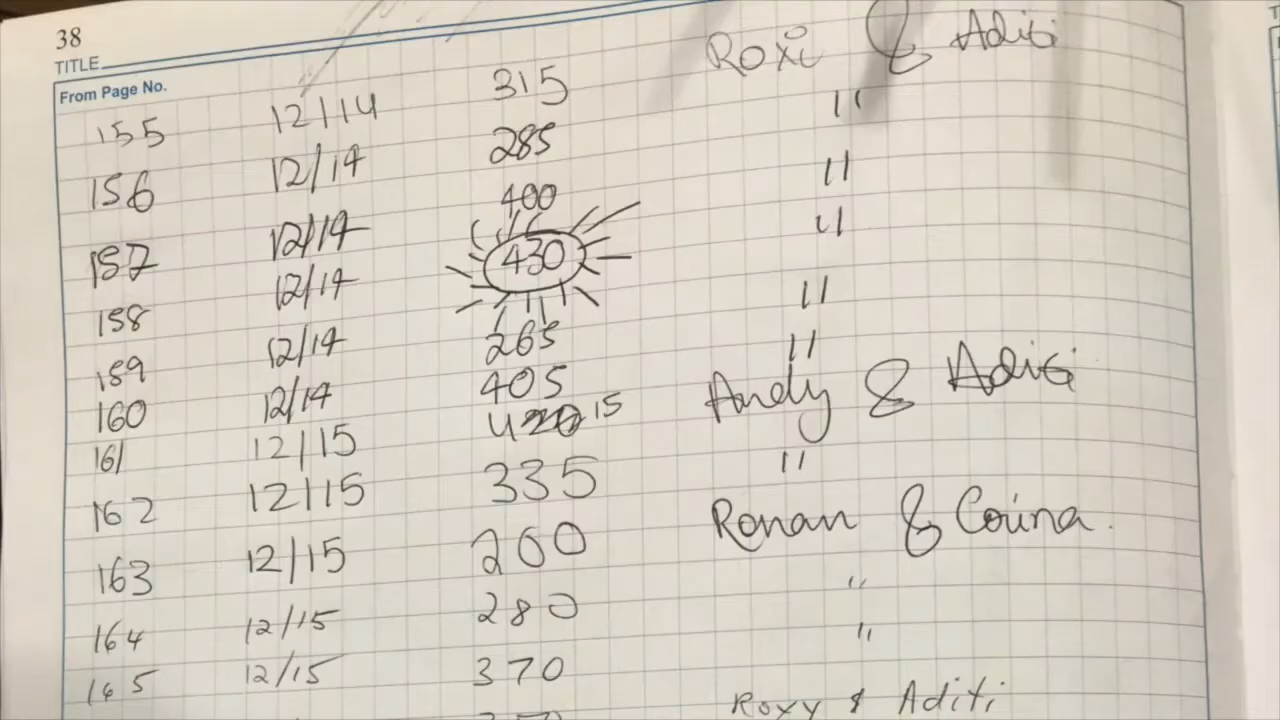 38
TITLE
From Page No.
155 12/14 315 Roxi & Aditi
156 12/14 285 "
157 12/14 400 "
158 12/14 430 "
159 12/14 265 "
160 12/14 405 "
161 12/15 15 Andy & Aditi
162 12/15 335 "
163 12/15 200 Ronan & Corina.
164 12/15 280 "
165 12/15 370 "
Roxy & Aditi